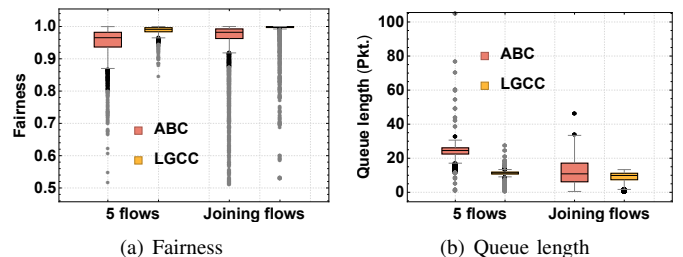 Fairness
1.0
0.9
0.8
0.7
0.6
0.5
ABC
LGCC
5 flows
Joining flows
(a) Fairness
Queue length (Pkt.)
100
80
60
40
20
0
ABC
LGCC
5 flows
Joining flows
(b) Queue length